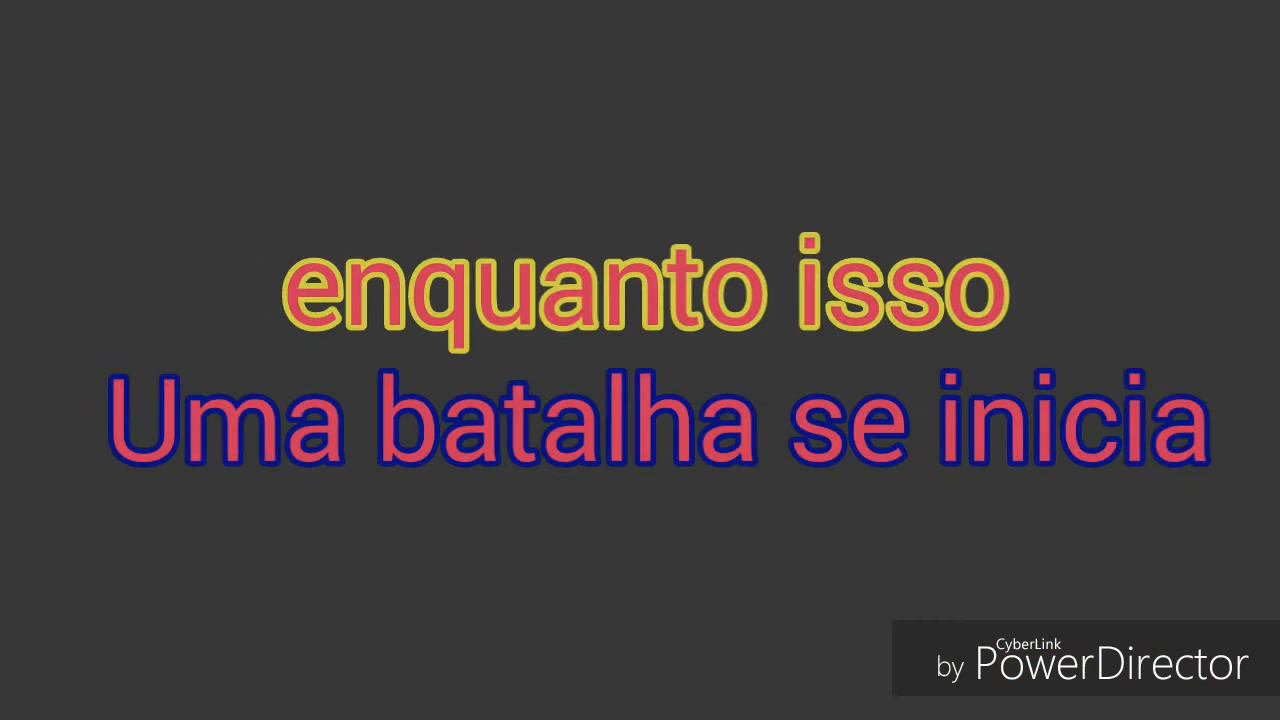 enquanto isso
Uma batalha se inicia
CyberLink
by PowerDirector